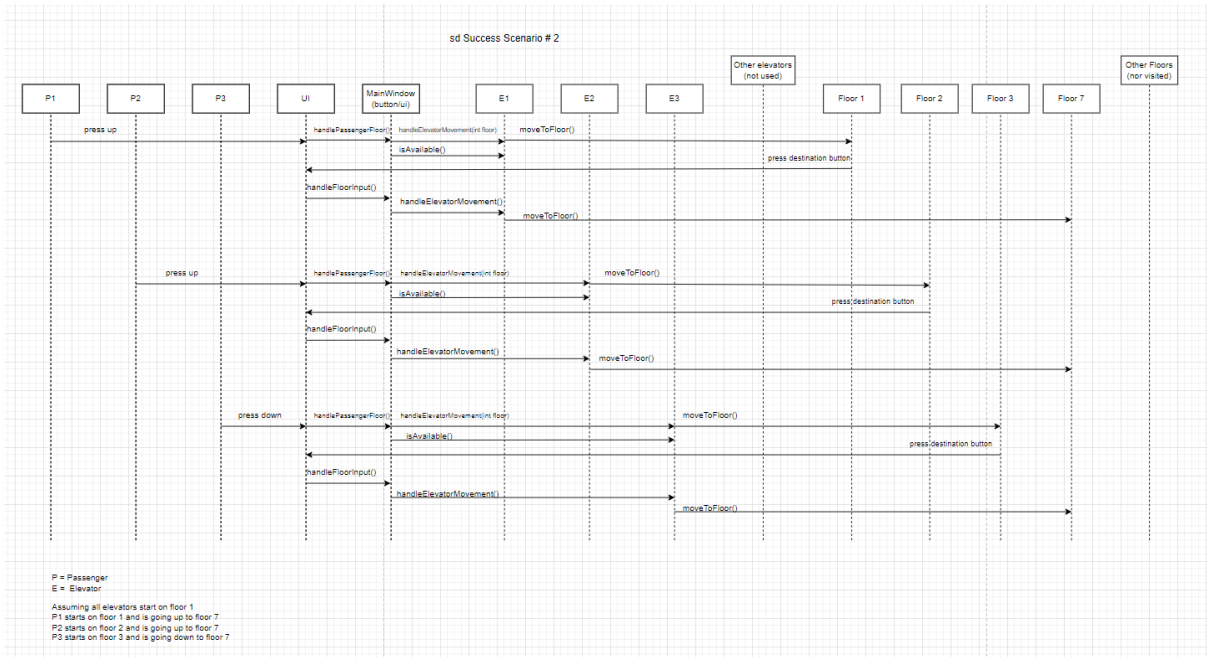 sd Success Scenario # 2
Other elevators
(not used)
Other Floors
(not visited)
P1
P2
P3
UI
MainWindow
(button/ui)
E1
E2
E3
Floor 1
Floor 2
Floor 3
Floor 7
press up
handlePassengerFloor()
handleElevatorMovement(int floor)
moveToFloor()
isAvailable()
press destination button
handleFloorInput()
handleElevatorMovement()
moveToFloor()
press up
handlePassengerFloor()
handleElevatorMovement(int floor)
moveToFloor()
isAvailable()
press destination button
handleFloorInput()
handleElevatorMovement()
moveToFloor()
press down
handlePassengerFloor()
handleElevatorMovement(int floor)
moveToFloor()
isAvailable()
press destination button
handleFloorInput()
handleElevatorMovement()
moveToFloor()
P = Passenger
E = Elevator
Assuming all elevators start on floor 1
P1 starts on floor 1 and is going up to floor 7
P2 starts on floor 2 and is going up to floor 7
P3 starts on floor 3 and is going down to floor 7